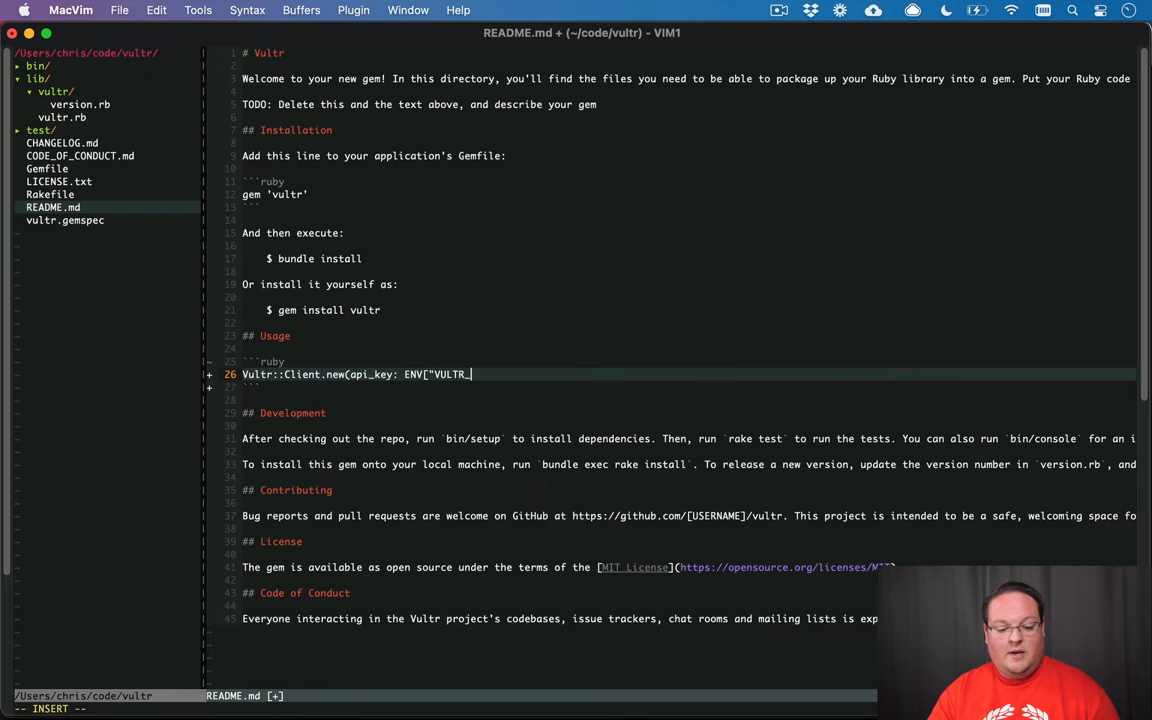 MacVim File Edit Tools Syntax Buffers Plugin Window Help
README.md + (~/code/vultr) - VIM1
/Users/chris/code/vultr/
▸ bin/
▾ lib/
▾ vultr/
version.rb
vultr.rb
▸ test/
CHANGELOG.md
CODE_OF_CONDUCT.md
Gemfile
LICENSE.txt
Rakefile
README.md
vultr.gemspec
1 # Vultr
2
3 Welcome to your new gem! In this directory, you'll find the files you need to be able to package up your Ruby library into a gem. Put your Ruby code
4
5 TODO: Delete this and the text above, and describe your gem
6
7 ## Installation
8
9 Add this line to your application's Gemfile:
10
11 ```ruby
12 gem 'vultr'
13 ```
14
15 And then execute:
16
17 $ bundle install
18
19 Or install it yourself as:
20
21 $ gem install vultr
22
23 ## Usage
24
~ 25 ```ruby
+ 26 Vultr::Client.new(api_key: ENV["VULTR_
+ 27 ```
28
29 ## Development
30
31 After checking out the repo, run `bin/setup` to install dependencies. Then, run `rake test` to run the tests. You can also run `bin/console` for an i
32
33 To install this gem onto your local machine, run `bundle exec rake install`. To release a new version, update the version number in `version.rb`, and
34
35 ## Contributing
36
37 Bug reports and pull requests are welcome on GitHub at https://github.com/[USERNAME]/vultr. This project is intended to be a safe, welcoming space fo
38
39 ## License
40
41 The gem is available as open source under the terms of the [MIT License](https://opensource.org/licenses/MIT).
42
43 ## Code of Conduct
44
45 Everyone interacting in the Vultr project's codebases, issue trackers, chat rooms and mailing lists is exp
/Users/chris/code/vultr README.md [+]
-- INSERT --